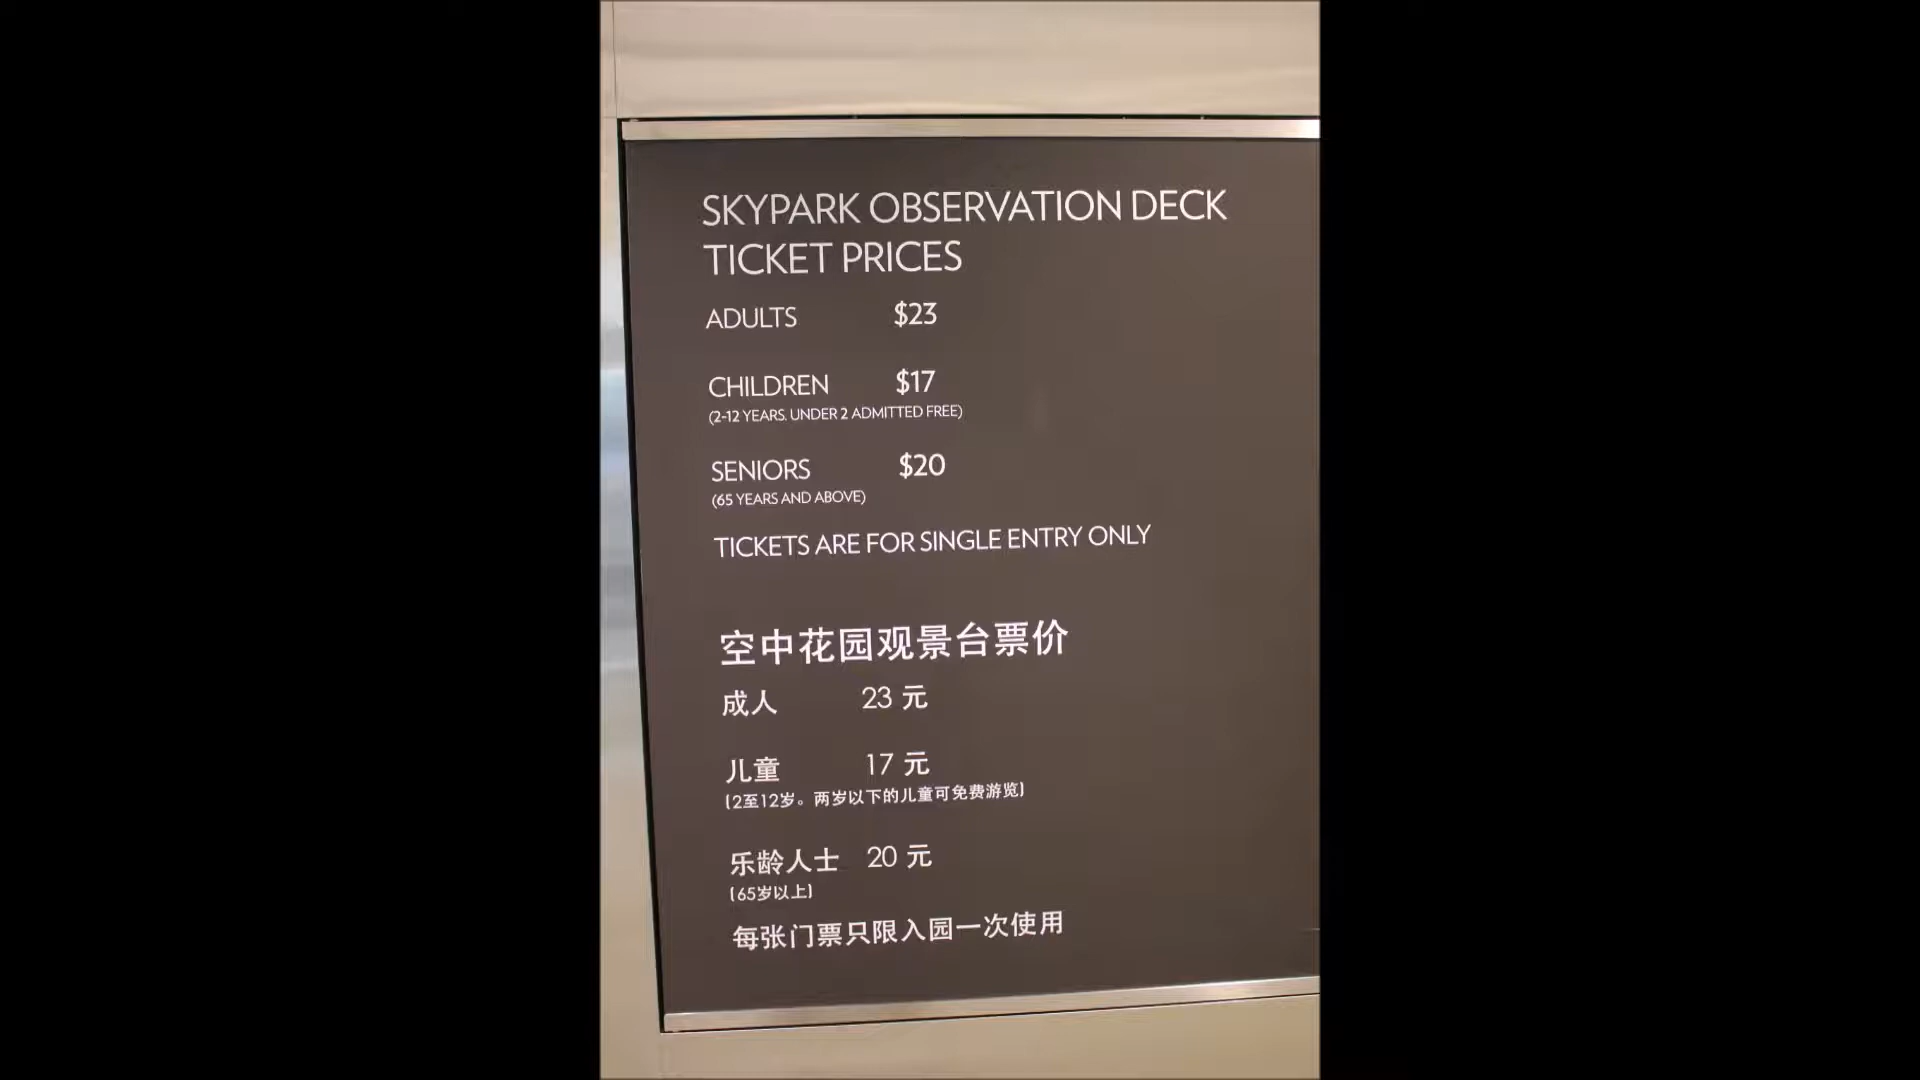 SKYPARK OBSERVATION DECK
TICKET PRICES
ADULTS $23
CHILDREN $17
(2-12 YEARS. UNDER 2 ADMITTED FREE)
SENIORS $20
(65 YEARS AND ABOVE)
TICKETS ARE FOR SINGLE ENTRY ONLY
空中花园观景台票价
成人 23 元
儿童 17 元
(2至12岁。两岁以下的儿童可免费游览)
乐龄人士 20 元
(65岁以上)
每张门票只限入园一次使用